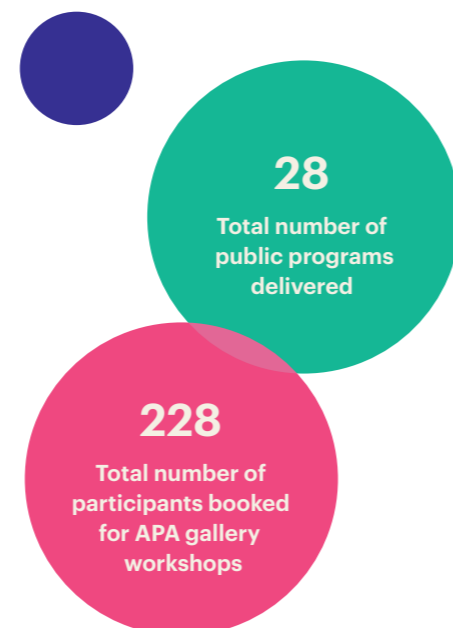 28
Total number of
public programs
delivered
228
Total number of
participants booked
for APA gallery
workshops